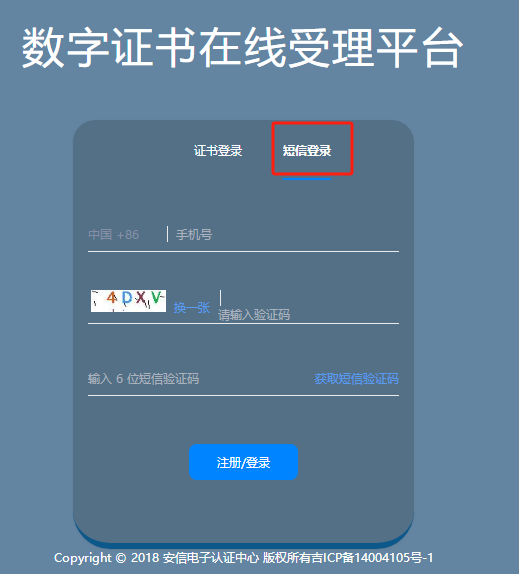 数字证书在线受理平台
证书登录 短信登录
中国 +86 手机号
4DXV 换一张 请输入验证码
输入 6 位短信验证码 获取短信验证码
注册/登录
Copyright © 2018 安信电子认证中心 版权所有吉ICP备14004105号-1